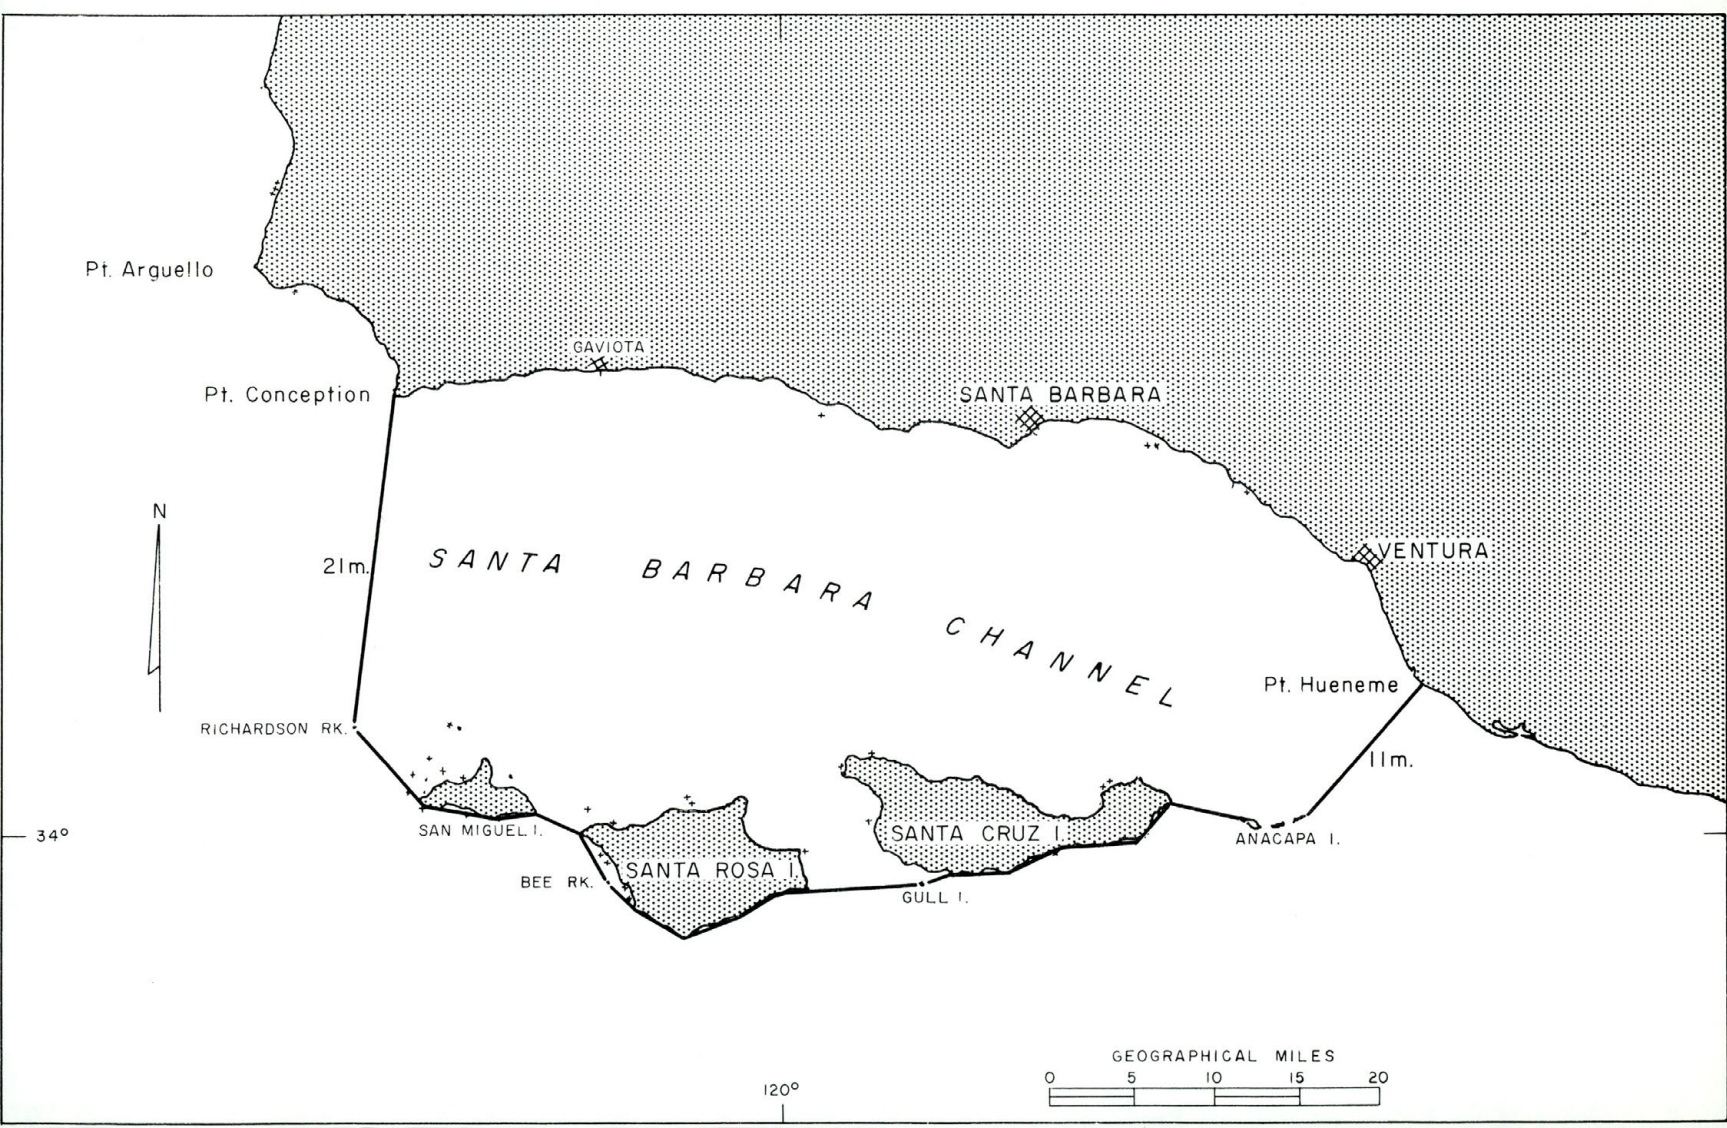 Pt. Arguello
GAVIOTA
Pt. Conception
SANTA BARBARA
N
21m.
SANTA BARBARA CHANNEL
VENTURA
Pt. Hueneme
RICHARDSON RK.
11m.
SAN MIGUEL I.
34°
SANTA CRUZ I.
ANACAPA I.
SANTA ROSA I.
BEE RK.
GULL I.
GEOGRAPHICAL MILES
0 5 10 15 20
120°